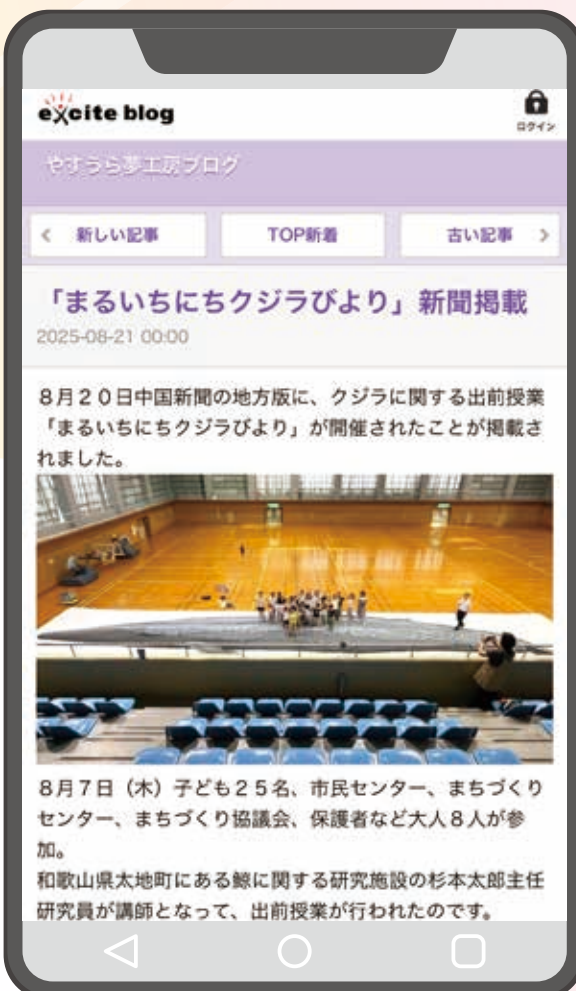 excite blog
ログイン
やすうら夢工房ブログ
新しい記事
TOP新着
古い記事
「まるいちにちクジラびより」新聞掲載
2025-08-21 00:00
8月20日中国新聞の地方版に、クジラに関する出前授業
「まるいちにちクジラびより」が開催されたことが掲載さ
れました。
8月7日（木）子ども25名、市民センター、まちづくり
センター、まちづくり協議会、保護者など大人8人が参
加。
和歌山県太地町にある鯨に関する研究施設の杉本太郎主任
研究員が講師となって、出前授業が行われたのです。